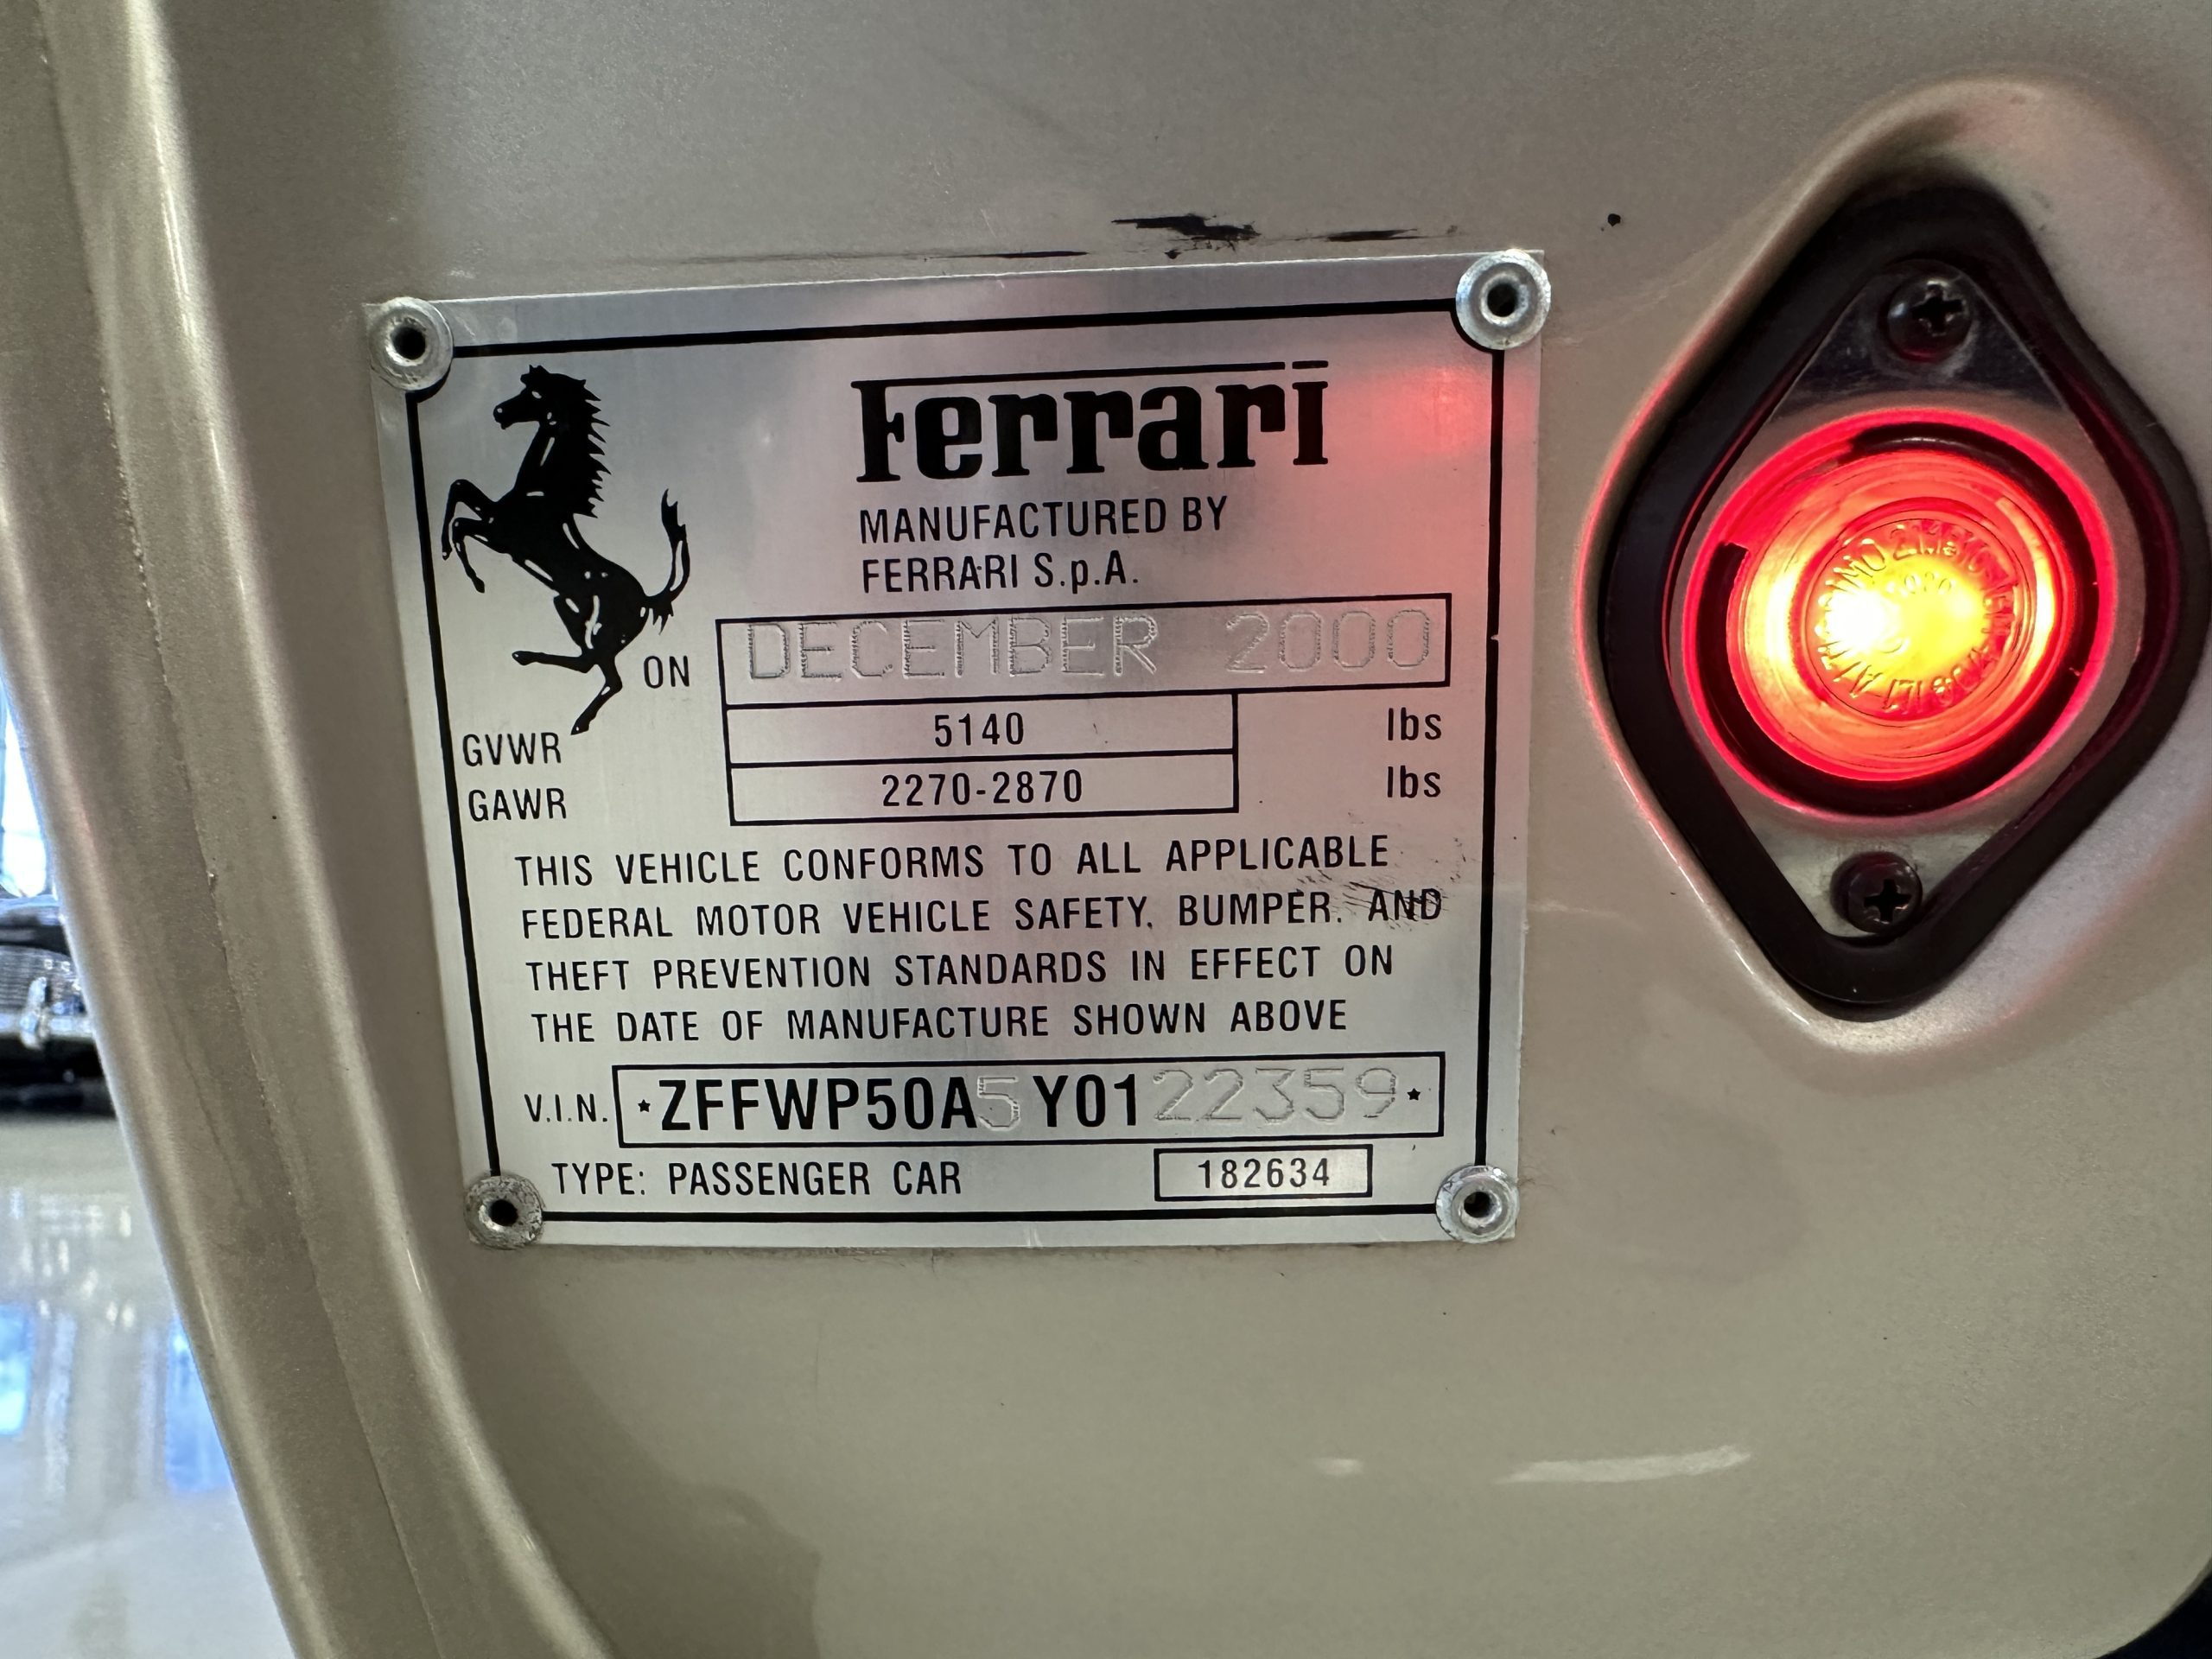 Ferrari
MANUFACTURED BY
FERRARI S.p.A.
ON DECEMBER 2000
GVWR 5140 lbs
GAWR 2270-2870 lbs
THIS VEHICLE CONFORMS TO ALL APPLICABLE
FEDERAL MOTOR VEHICLE SAFETY. BUMPER. AND
THEFT PREVENTION STANDARDS IN EFFECT ON
THE DATE OF MANUFACTURE SHOWN ABOVE
V.I.N. *ZFFWP50A5Y0122359*
TYPE: PASSENGER CAR 182634